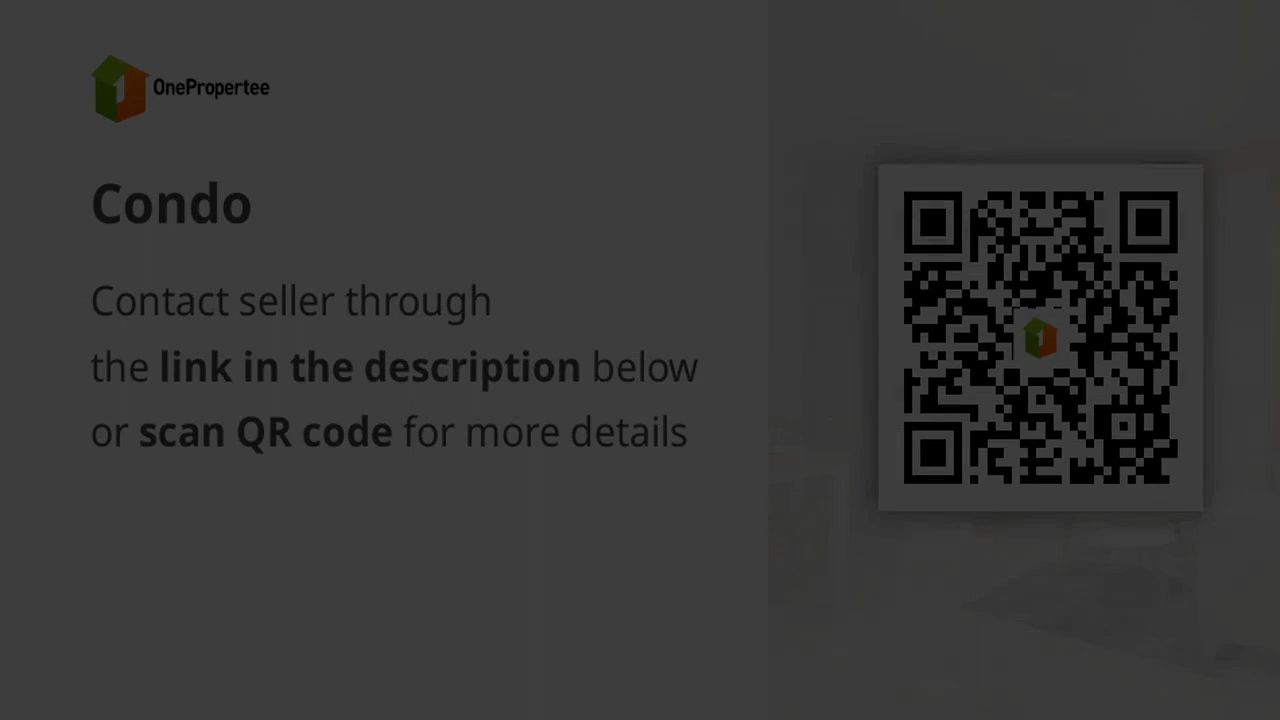 OnePropertee
Condo
Contact seller through
the link in the description below
or scan QR code for more details